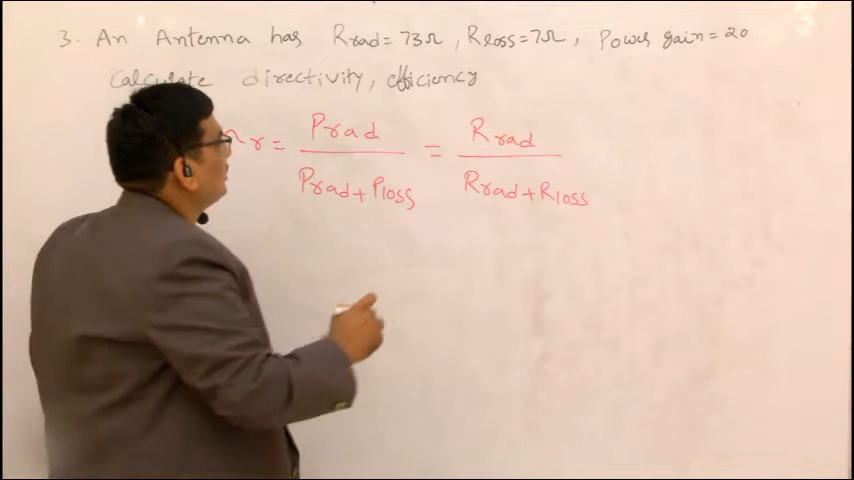 3. An Antenna has Rrad = 73Ω, Rloss = 7Ω, Power gain = 20
Calculate directivity, efficiency
ηr = Prad / Prad + Ploss = Rrad / Rrad + Rloss